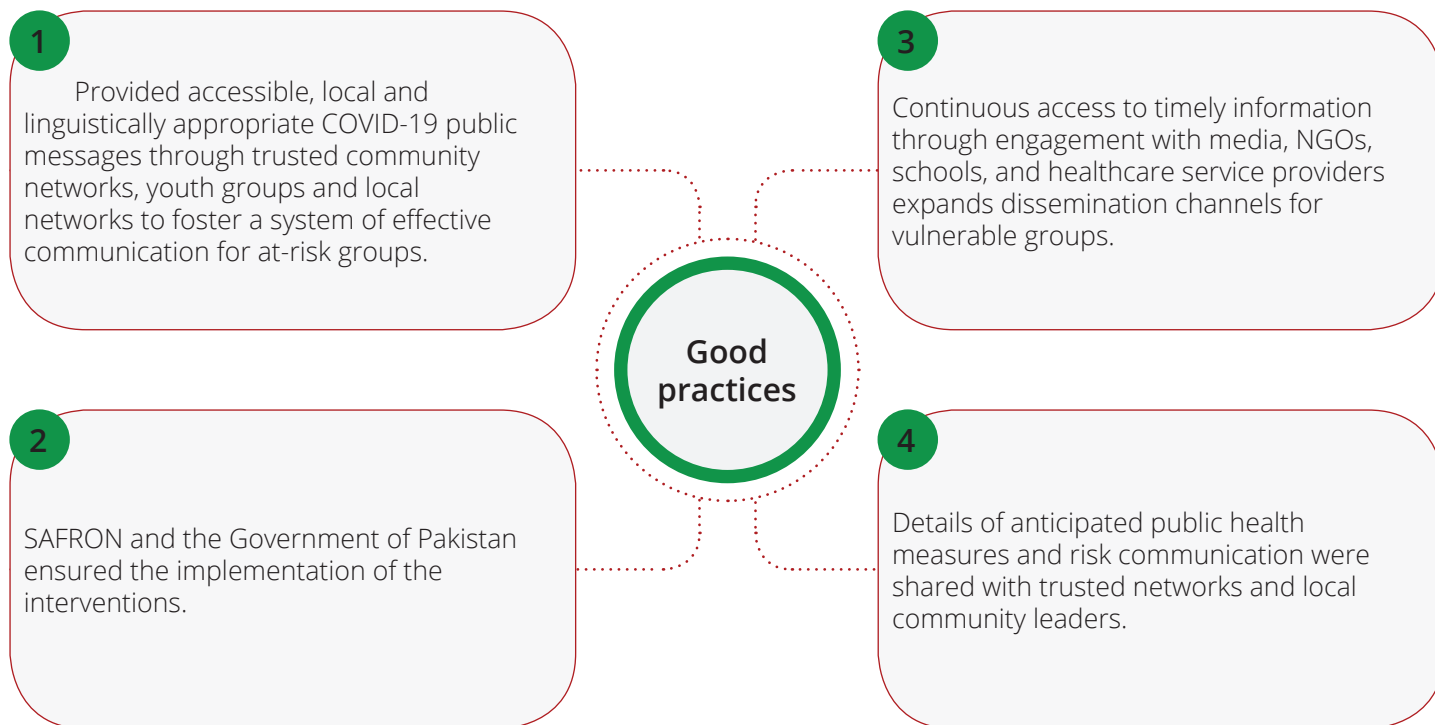 1
Provided accessible, local and
linguistically appropriate COVID-19 public
messages through trusted community
networks, youth groups and local
networks to foster a system of effective
communication for at-risk groups.
2
SAFRON and the Government of Pakistan
ensured the implementation of the
interventions.
Good
practices
3
Continuous access to timely information
through engagement with media, NGOs,
schools, and healthcare service providers
expands dissemination channels for
vulnerable groups.
4
Details of anticipated public health
measures and risk communication were
shared with trusted networks and local
community leaders.